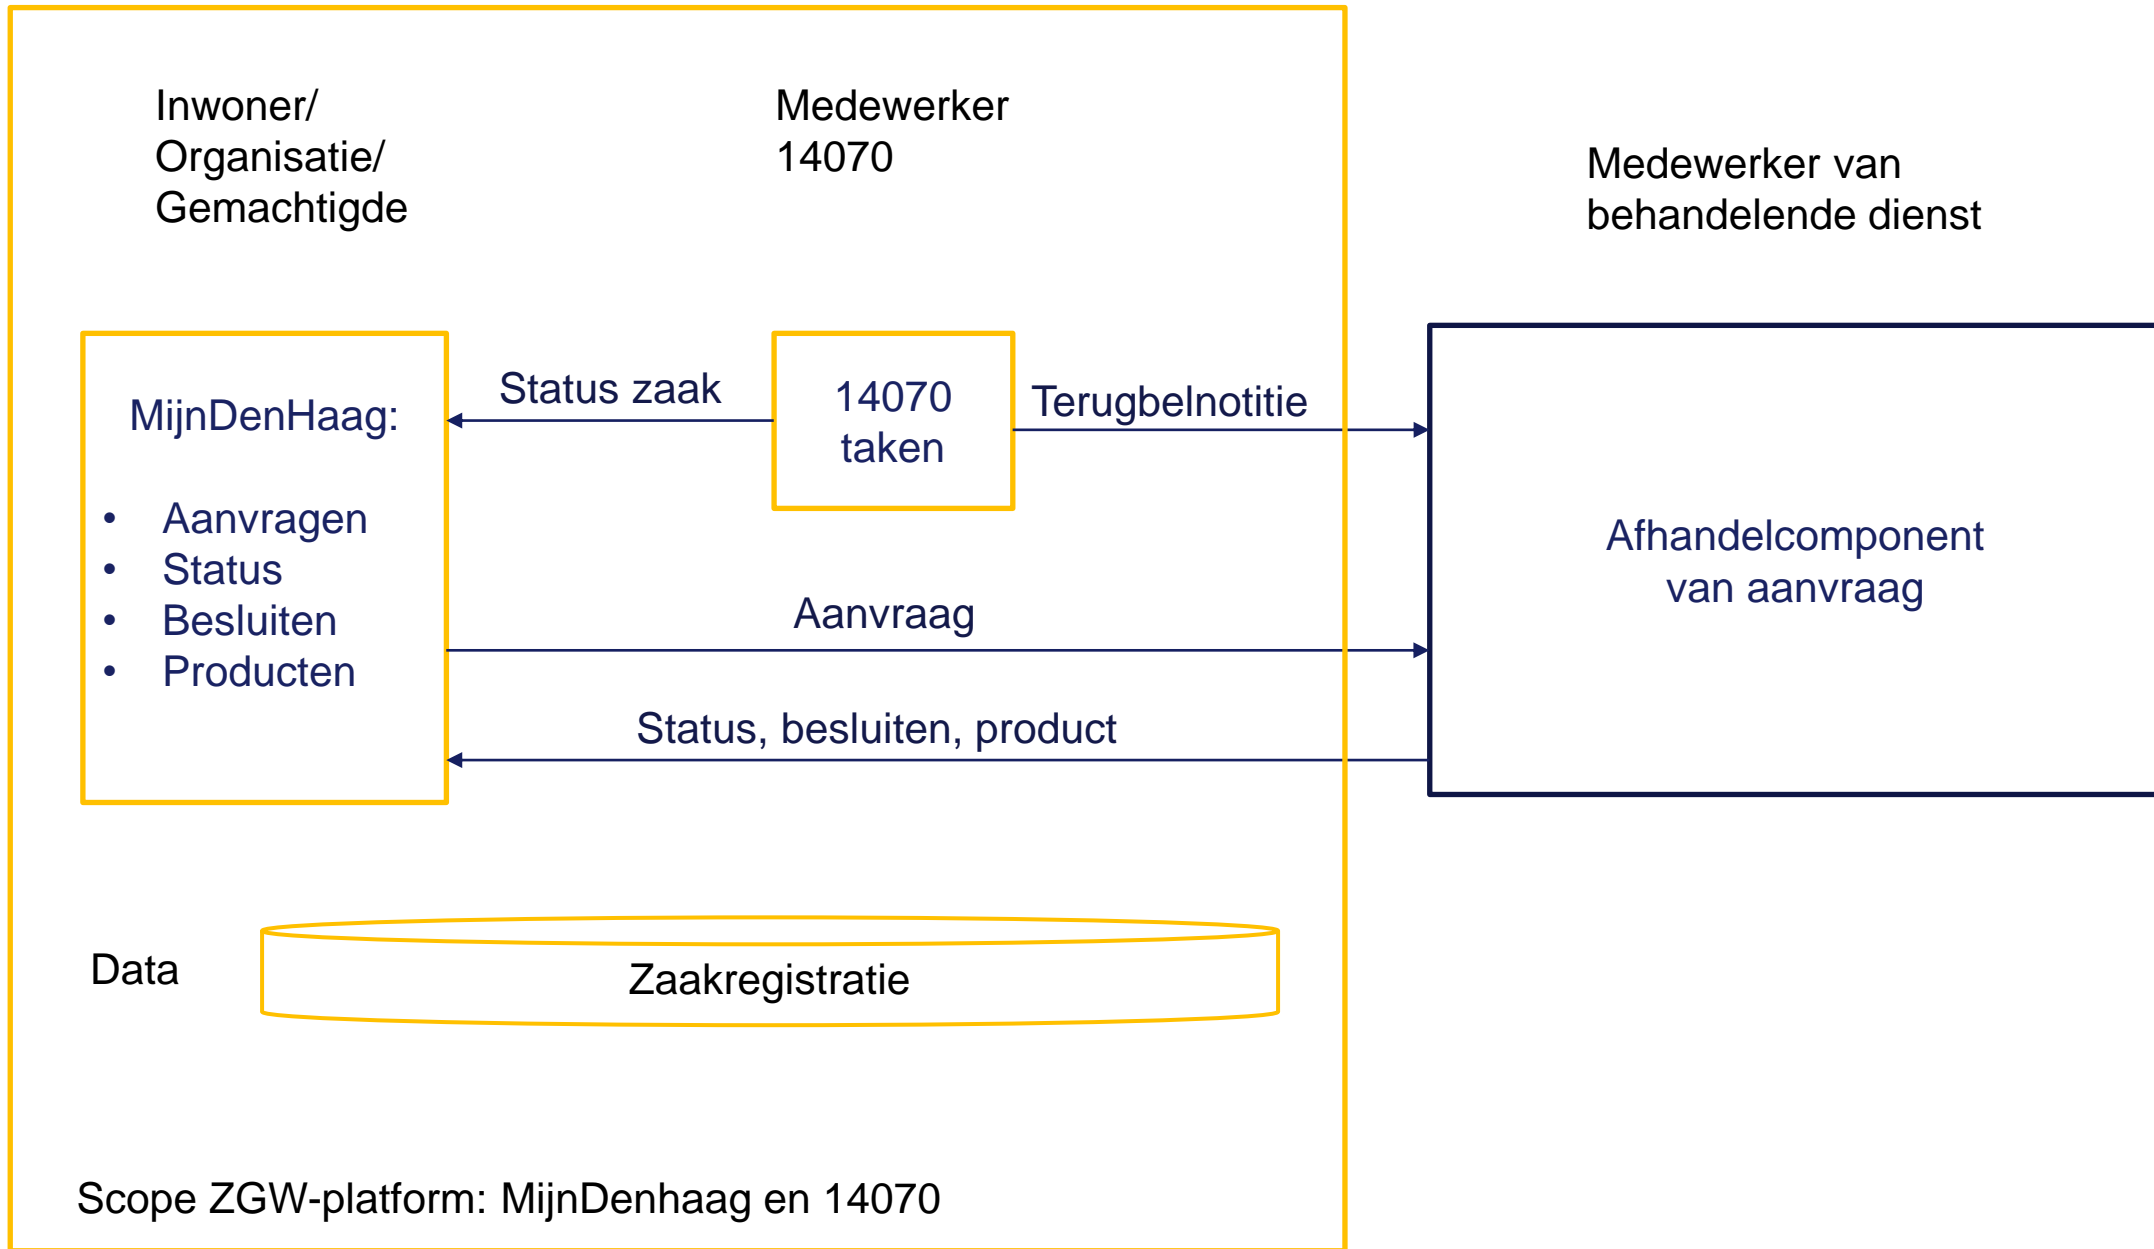 Inwoner/
Organisatie/
Gemachtigde
Medewerker
14070
Medewerker van
behandelende dienst
MijnDenHaag:
• Aanvragen
• Status
• Besluiten
• Producten
Status zaak
14070
taken
Terugbelnotitie
Aanvraag
Status, besluiten, product
Afhandelcomponent
van aanvraag
Data
Zaakregistratie
Scope ZGW-platform: MijnDenhaag en 14070